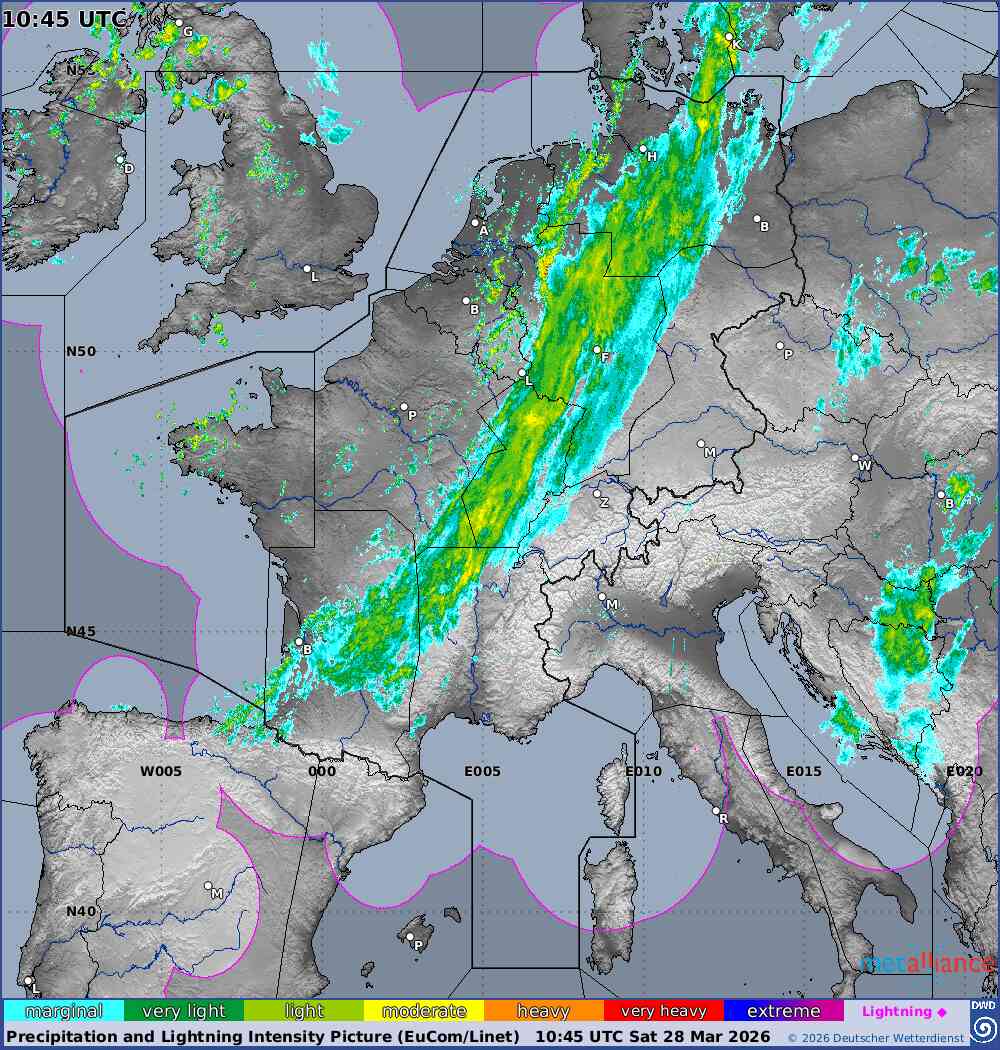 10:45 UTC
G
K
N55
H
D
A
B
L
B
N50
F
P
L
P
M
W
Z
B
M
N45
B
W005
000
E005
E010
E015
E020
R
M
N40
P
L
metalliance
marginal very light light moderate heavy very heavy extreme Lightning ◆
DWD
Precipitation and Lightning Intensity Picture (EuCom/Linet) 10:45 UTC Sat 28 Mar 2026 © 2026 Deutscher Wetterdienst